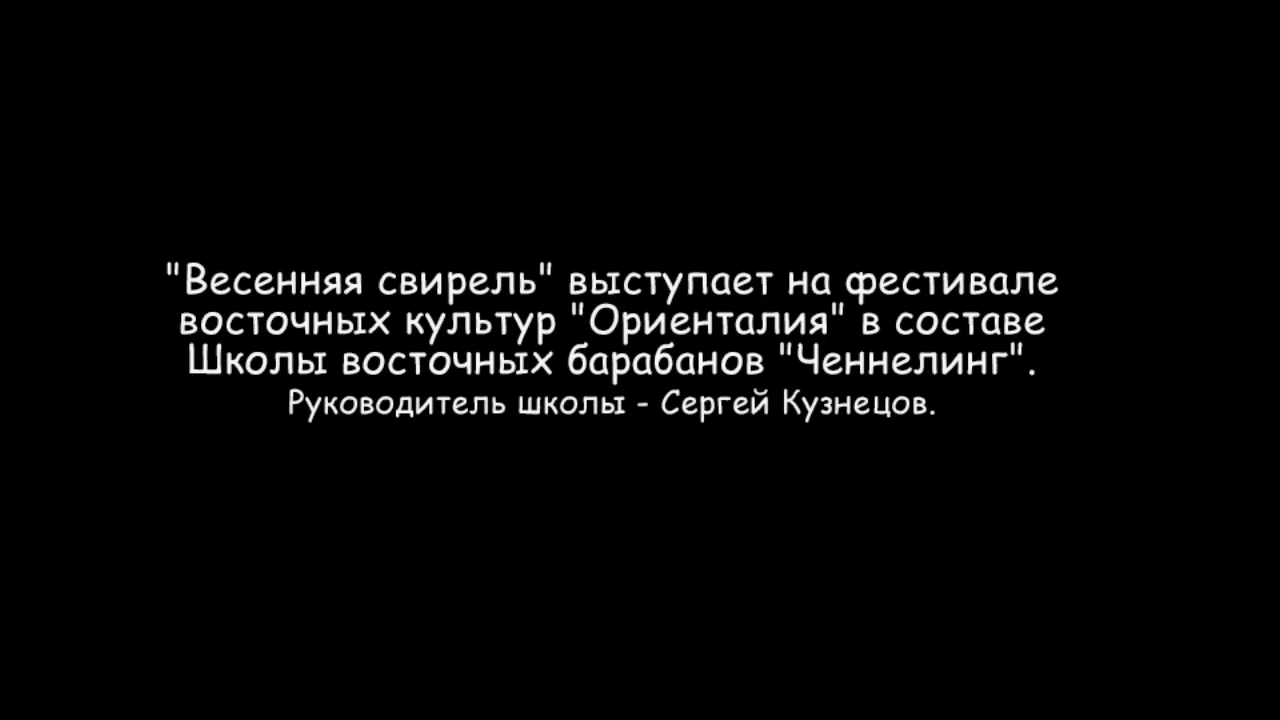 "Весенняя свирель" выступает на фестивале
восточных культур "Ориенталия" в составе
Школы восточных барабанов "Ченнелинг".
Руководитель школы - Сергей Кузнецов.